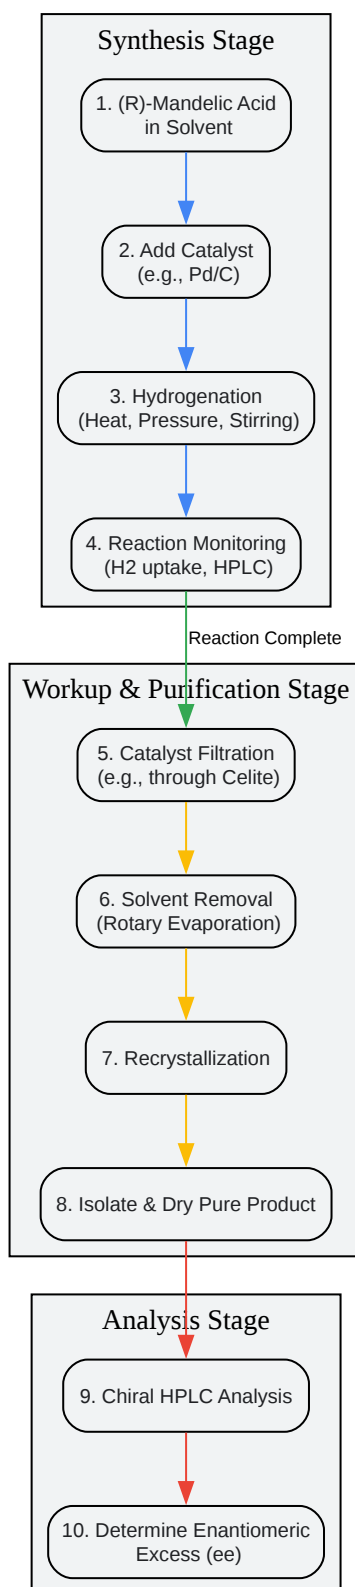 Synthesis Stage
1. (R)-Mandelic Acid
in Solvent
2. Add Catalyst
(e.g., Pd/C)
3. Hydrogenation
(Heat, Pressure, Stirring)
4. Reaction Monitoring
(H2 uptake, HPLC)
Reaction Complete
Workup & Purification Stage
5. Catalyst Filtration
(e.g., through Celite)
6. Solvent Removal
(Rotary Evaporation)
7. Recrystallization
8. Isolate & Dry Pure Product
Analysis Stage
9. Chiral HPLC Analysis
10. Determine Enantiomeric
Excess (ee)